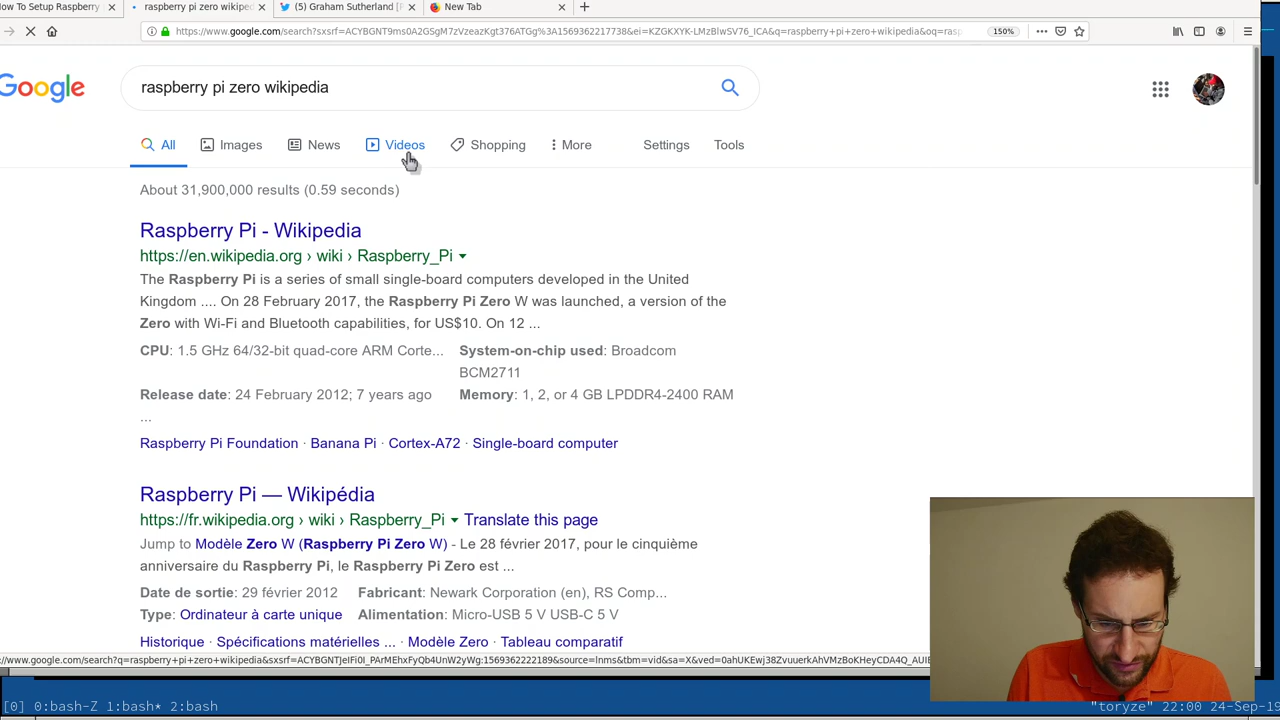 How To Setup Raspberry
raspberry pi zero wikiped
(5) Graham Sutherland [
New Tab
https://www.google.com/search?sxsrf=ACYBGNT9ms0A2GSgM7zVzeazKgt376ATGg%3A1569362217738&ei=KZGKXYK-LMzBlwSV76_ICA&q=raspberry+pi+zero+wikipedia&oq=rasp
150%
Google
raspberry pi zero wikipedia
All
Images
News
Videos
Shopping
More
Settings
Tools
About 31,900,000 results (0.59 seconds)
Raspberry Pi - Wikipedia
https://en.wikipedia.org › wiki › Raspberry_Pi
The Raspberry Pi is a series of small single-board computers developed in the United
Kingdom .... On 28 February 2017, the Raspberry Pi Zero W was launched, a version of the
Zero with Wi-Fi and Bluetooth capabilities, for US$10. On 12 ...
CPU: 1.5 GHz 64/32-bit quad-core ARM Corte...
System-on-chip used: Broadcom
BCM2711
Release date: 24 February 2012; 7 years ago
Memory: 1, 2, or 4 GB LPDDR4-2400 RAM
...
Raspberry Pi Foundation · Banana Pi · Cortex-A72 · Single-board computer
Raspberry Pi — Wikipédia
https://fr.wikipedia.org › wiki › Raspberry_Pi
Translate this page
Jump to Modèle Zero W (Raspberry Pi Zero W) - Le 28 février 2017, pour le cinquième
anniversaire du Raspberry Pi, le Raspberry Pi Zero est ...
Date de sortie: 29 février 2012
Fabricant: Newark Corporation (en), RS Comp...
Type: Ordinateur à carte unique
Alimentation: Micro-USB 5 V USB-C 5 V
Historique · Spécifications matérielles ... · Modèle Zero · Tableau comparatif
//www.google.com/search?q=raspberry+pi+zero+wikipedia&sxsrf=ACYBGNTJeIFi0I_PArMEhxFyQb4UnW2yWg:1569362222189&source=lnms&tbm=vid&sa=X&ved=0ahUKEwj38ZvuuerkAhVMzBoKHeyCDA4Q_AUIE
[0] 0:bash-Z 1:bash* 2:bash
"toryze" 22:00 24-Sep-19